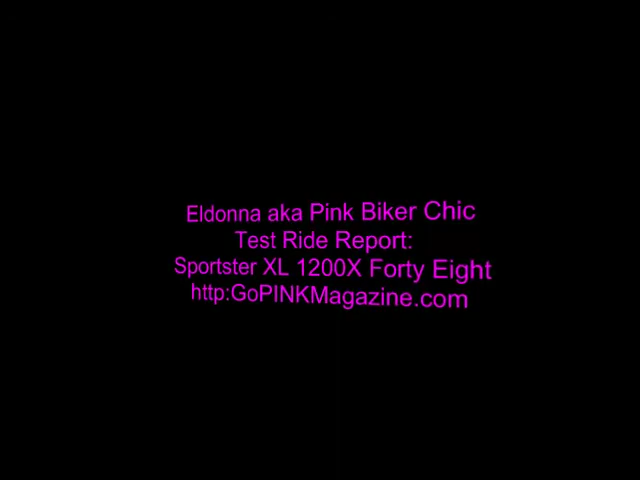 Eldonna aka Pink Biker Chic
Test Ride Report:
Sportster XL 1200X Forty Eight
http:GoPINKMagazine.com